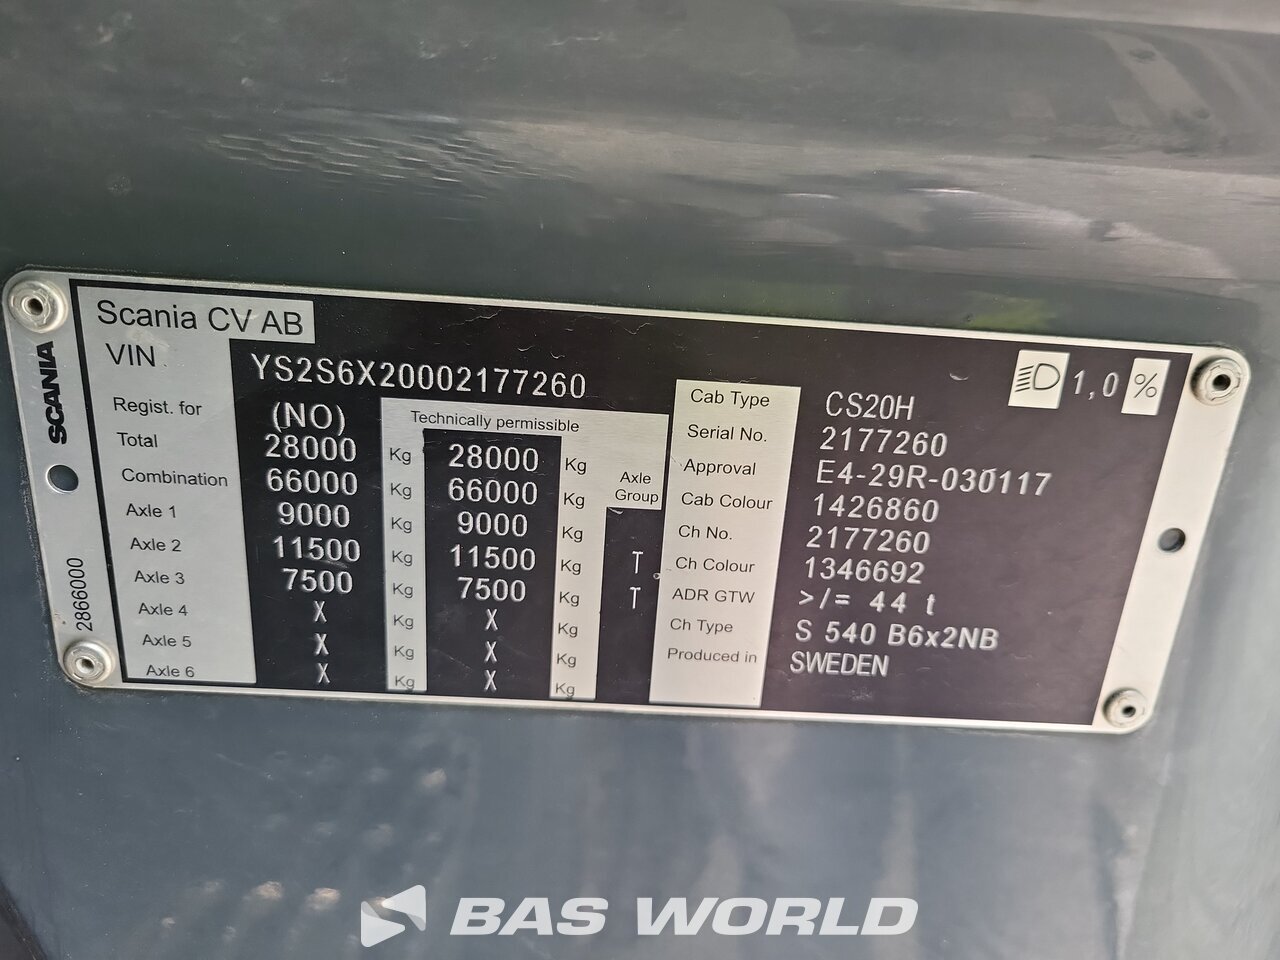 SCANIA
2866000
Scania CV AB
VIN YS2S6X20002177260
Regist. for (NO)
Technically permissible
Total 28000 Kg 28000 Kg
Combination 66000 Kg 66000 Kg
Axle Group
Axle 1 9000 Kg 9000 Kg
Axle 2 11500 Kg 11500 Kg T
Axle 3 7500 Kg 7500 Kg T
Axle 4 X Kg X Kg
Axle 5 X Kg X Kg
Axle 6 X Kg X Kg
1,0 %
Cab Type CS20H
Serial No. 2177260
Approval E4-29R-030117
Cab Colour 1426860
Ch No. 2177260
Ch Colour 1346692
ADR GTW >/= 44 t
Ch Type S 540 B6x2NB
Produced in SWEDEN
BAS WORLD